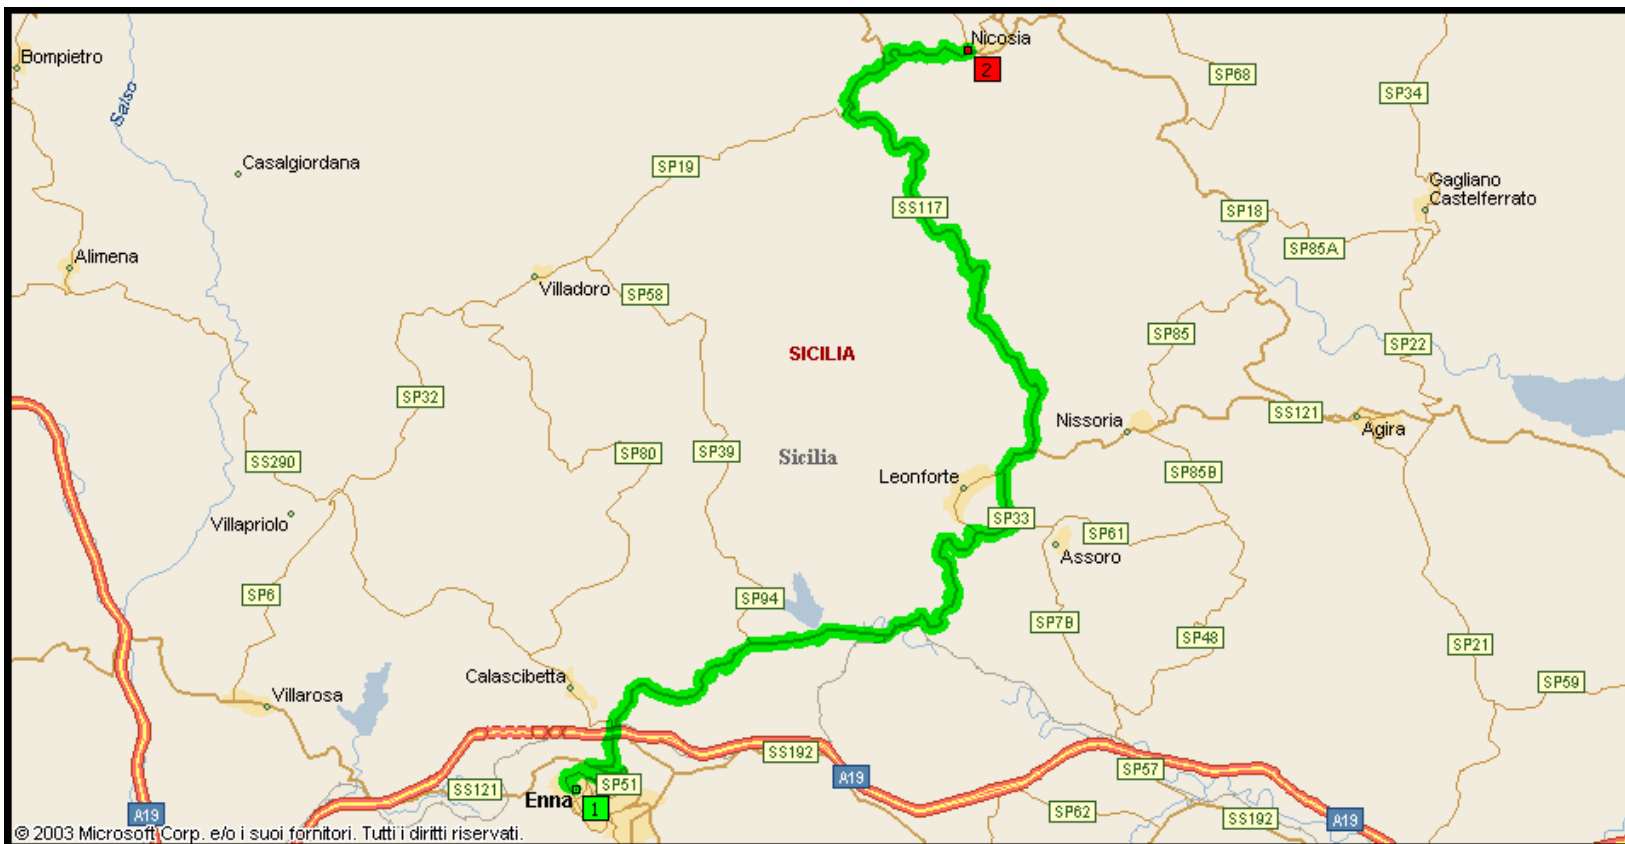 Nicosia
2
Bompietro
SP68
SP34
Salso
Casalgiordana
SP19
Gagliano
Castelferrato
SS117
SP18
SP85A
Alimena
Villadoro
SP58
SP85
SP22
SICILIA
SP32
SS121
Nissoria
Agira
SP80
SP39
Sicilia
SS290
Leonforte
SP85B
Villapriolo
SP33
SP61
Assoro
SP6
SP94
SP7B
SP48
SP21
Calascibetta
SP59
Villarosa
SS192
SP57
A19
SS121
SP51
Enna
1
SP62
SS192
A19
A19
© 2003 Microsoft Corp. e/o i suoi fornitori. Tutti i diritti riservati.